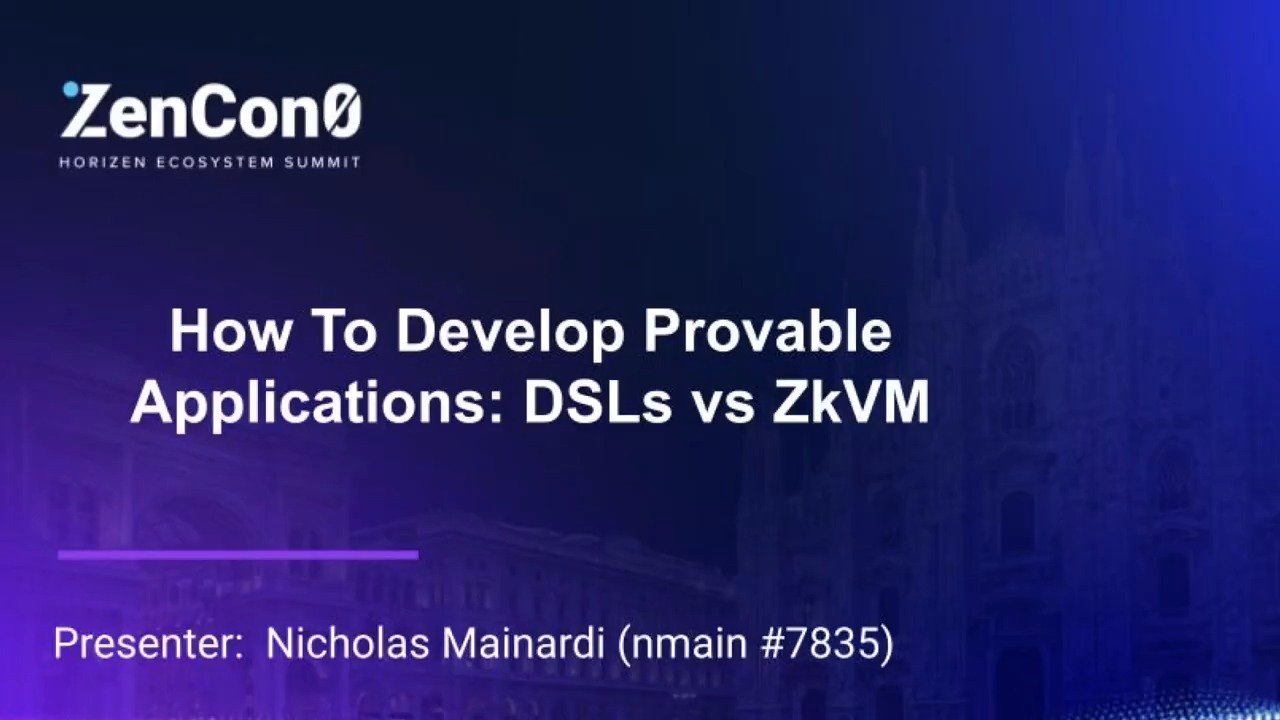 ZenCon0
HORIZEN ECOSYSTEM SUMMIT
How To Develop Provable
Applications: DSLs vs ZkVM
Presenter: Nicholas Mainardi (nmain #7835)